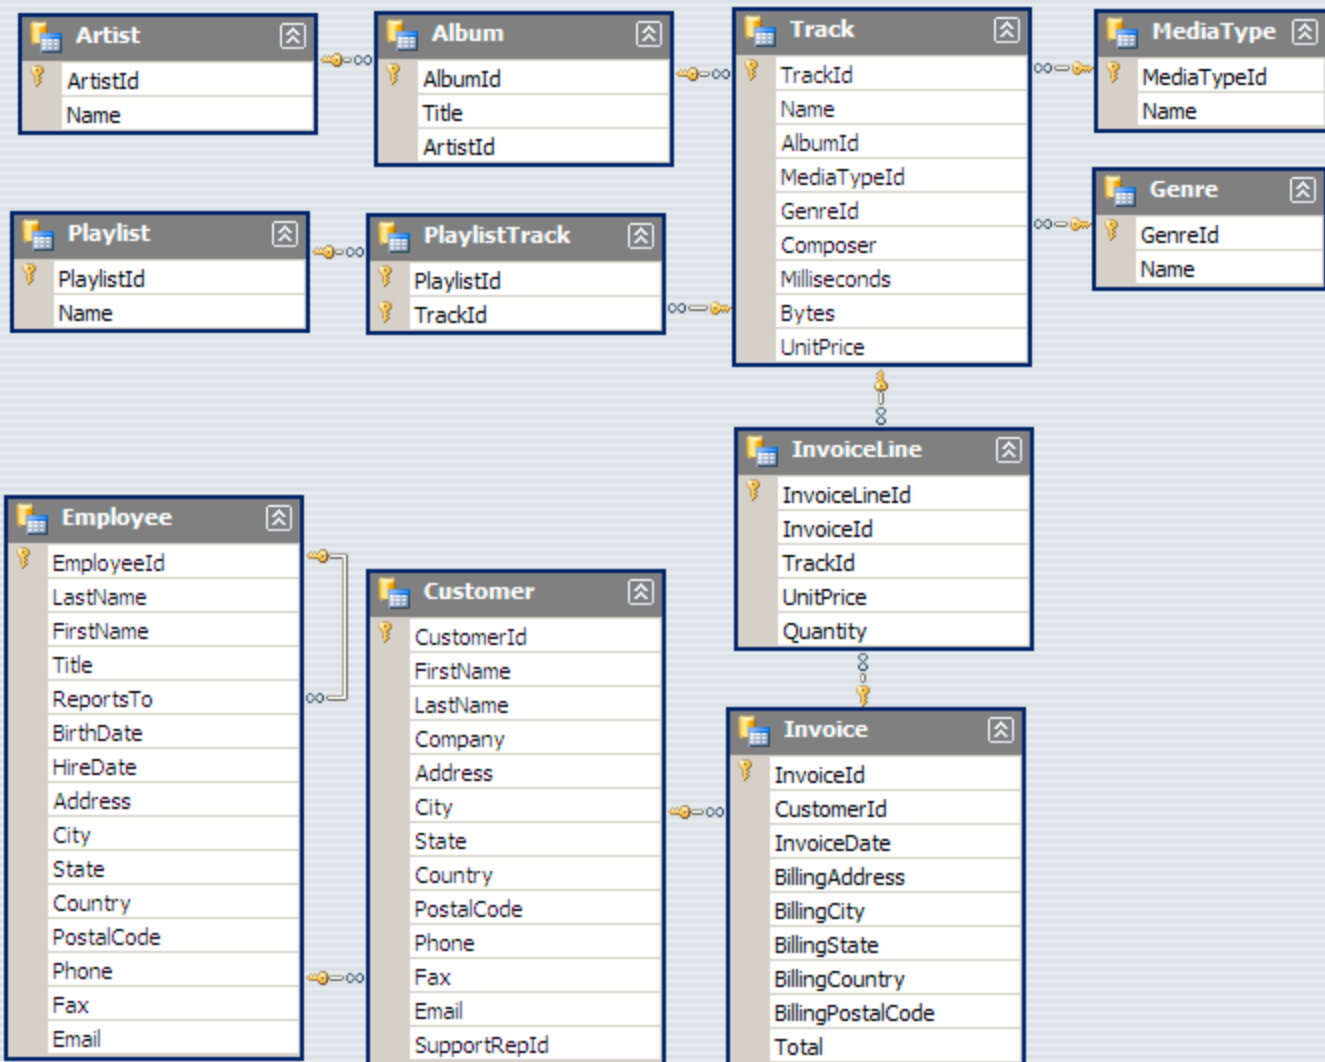 Artist
ArtistId
Name
Album
AlbumId
Title
ArtistId
Track
TrackId
Name
AlbumId
MediaTypeId
GenreId
Composer
Milliseconds
Bytes
UnitPrice
MediaType
MediaTypeId
Name
Genre
GenreId
Name
Playlist
PlaylistId
Name
PlaylistTrack
PlaylistId
TrackId
InvoiceLine
InvoiceLineId
InvoiceId
TrackId
UnitPrice
Quantity
Employee
EmployeeId
LastName
FirstName
Title
ReportsTo
BirthDate
HireDate
Address
City
State
Country
PostalCode
Phone
Fax
Email
Customer
CustomerId
FirstName
LastName
Company
Address
City
State
Country
PostalCode
Phone
Fax
Email
SupportRepId
Invoice
InvoiceId
CustomerId
InvoiceDate
BillingAddress
BillingCity
BillingState
BillingCountry
BillingPostalCode
Total